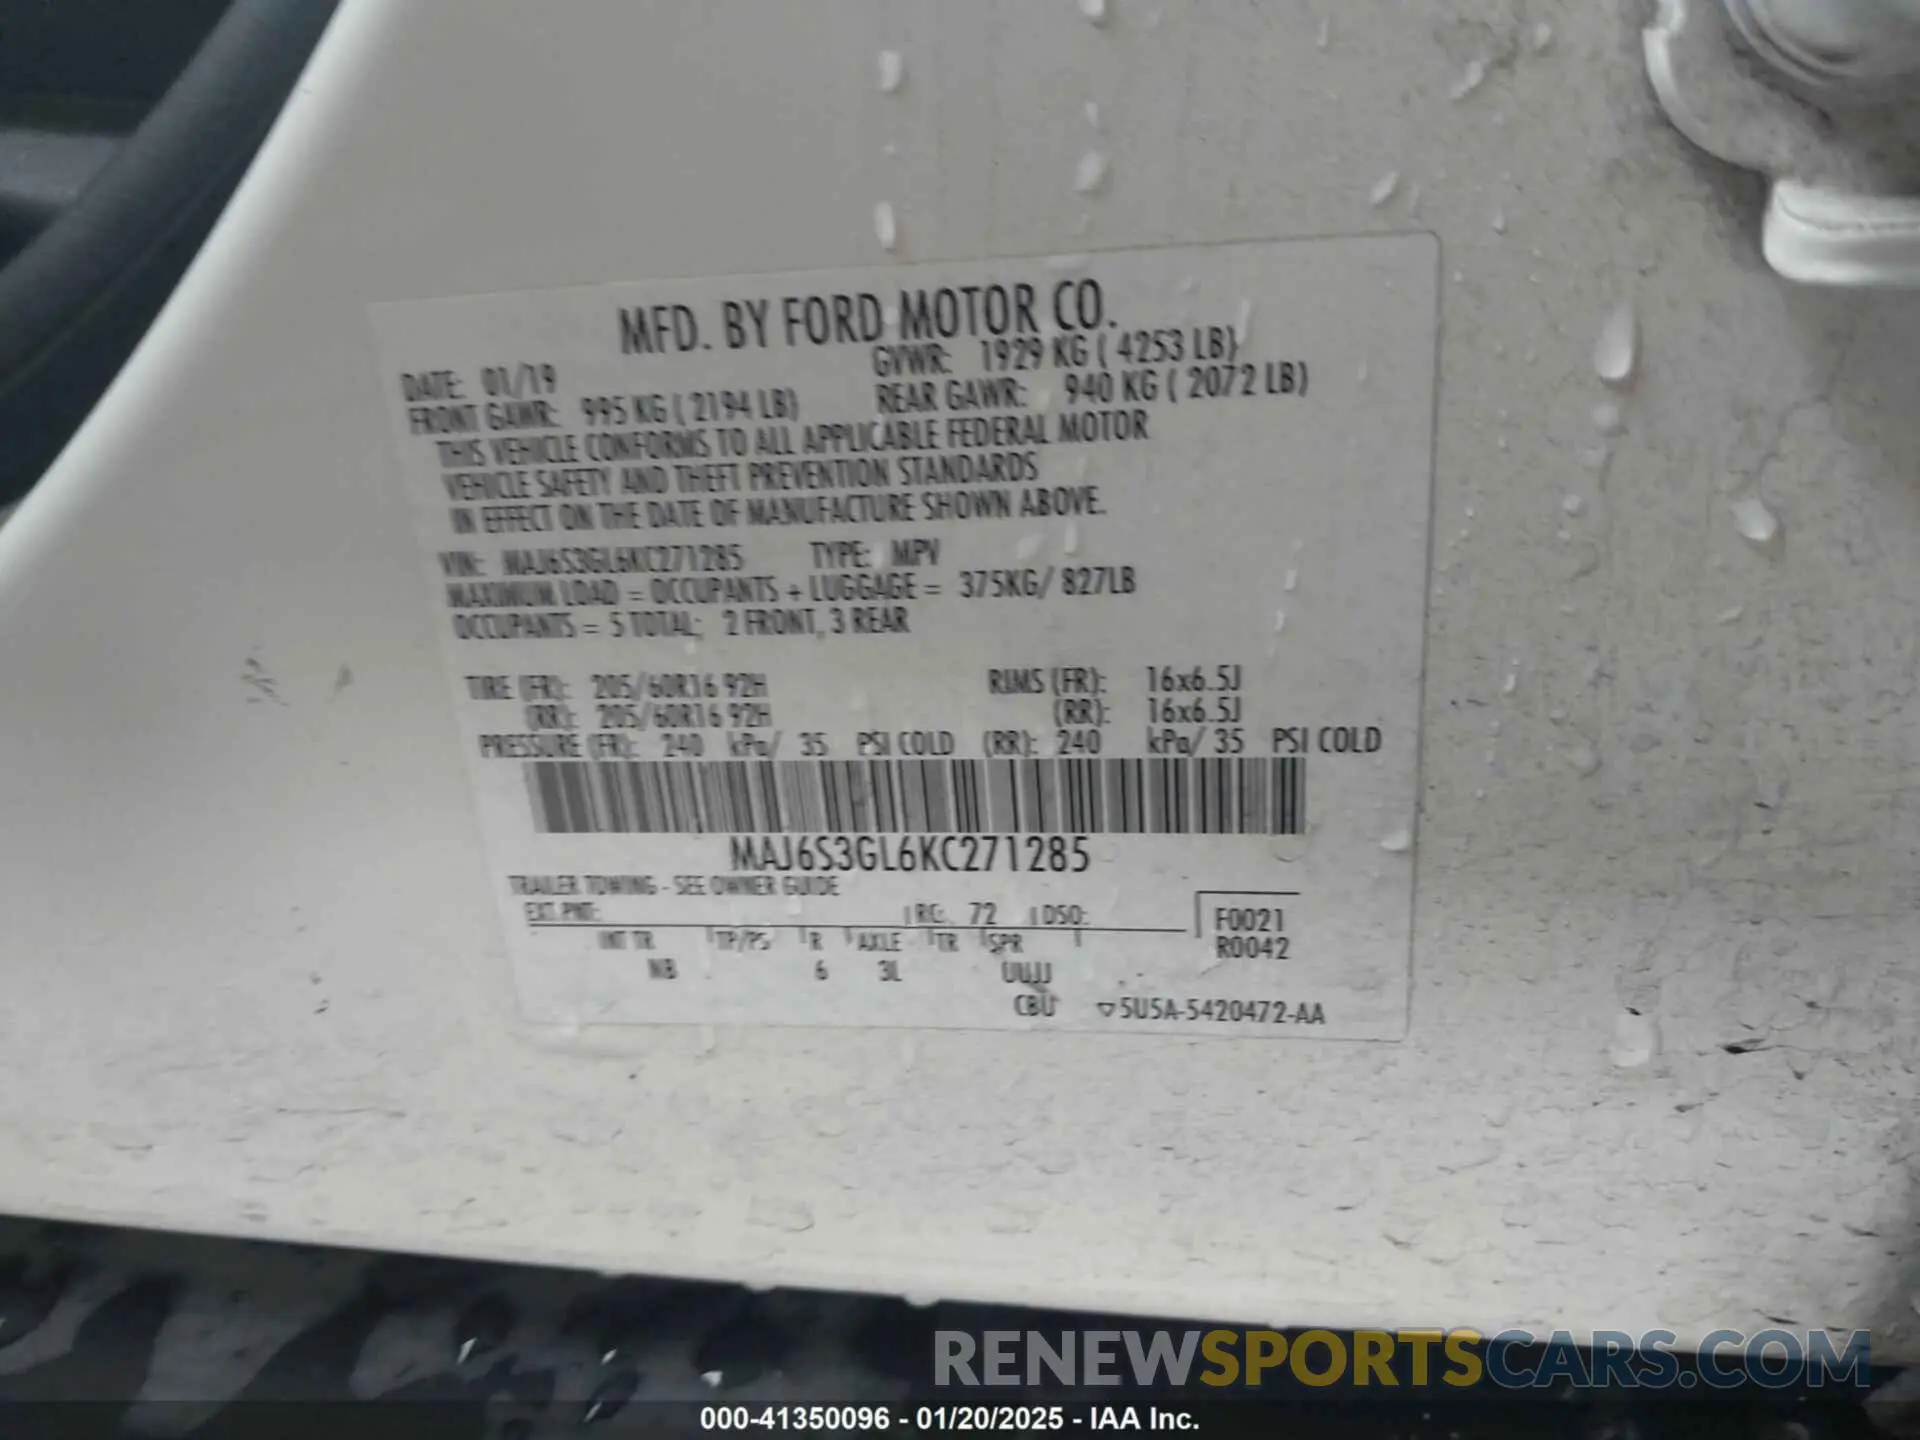 MFD. BY FORD MOTOR CO.
DATE: 01/19 GVWR: 1929 KG ( 4253 LB)
FRONT GAWR: 995 KG ( 2194 LB) REAR GAWR: 940 KG ( 2072 LB)
THIS VEHICLE CONFORMS TO ALL APPLICABLE FEDERAL MOTOR
VEHICLE SAFETY AND THEFT PREVENTION STANDARDS
IN EFFECT ON THE DATE OF MANUFACTURE SHOWN ABOVE.
VIN: MAJ6S3GL6KC271285 TYPE: MPV
MAXIMUM LOAD = OCCUPANTS + LUGGAGE = 375KG/ 827LB
OCCUPANTS = 5 TOTAL; 2 FRONT, 3 REAR
TIRE (FR): 205/60R16 92H RIMS (FR): 16x6.5J
(RR): 205/60R16 92H (RR): 16x6.5J
PRESSURE (FR): 240 kPa/ 35 PSI COLD (RR): 240 kPa/ 35 PSI COLD
MAJ6S3GL6KC271285
TRAILER TOWING - SEE OWNER GUIDE
EXT PNT: RC: 72 DSO: F0021
INT TR TP/PS R AXLE TR SPR R0042
NB 6 3L UUJJ
CBU ▽5U5A-5420472-AA
RENEWSPORTSCARS.COM
000-41350096 - 01/20/2025 - IAA Inc.